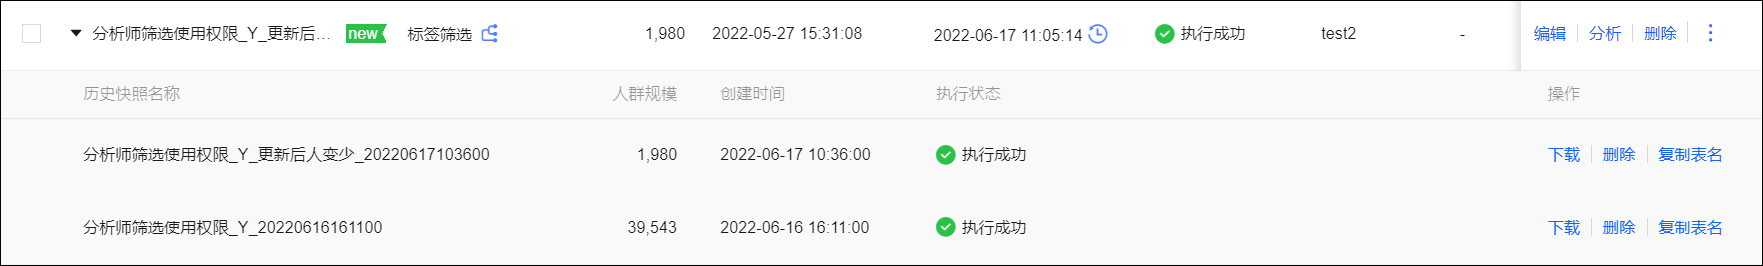 分析师筛选使用权限_Y_更新后... new 标签筛选 1,980 2022-05-27 15:31:08 2022-06-17 11:05:14 执行成功 test2 - 编辑 分析 删除
历史快照名称 人群规模 创建时间 执行状态 操作
分析师筛选使用权限_Y_更新后人变少_20220617103600 1,980 2022-06-17 10:36:00 执行成功 下载 删除 复制表名
分析师筛选使用权限_Y_20220616161100 39,543 2022-06-16 16:11:00 执行成功 下载 删除 复制表名